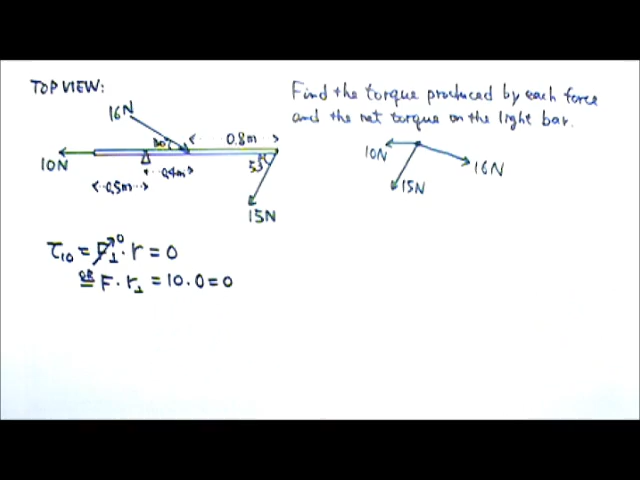 TOP VIEW:
Find the torque produced by each force
and the net torque on the light bar.
16N
0.8m
30°
10N
53°
0.4m
0.5m
15N
10N
16N
15N
τ₁₀ = F⊥ · r = 0
0
OR F · r⊥ = 10 · 0 = 0